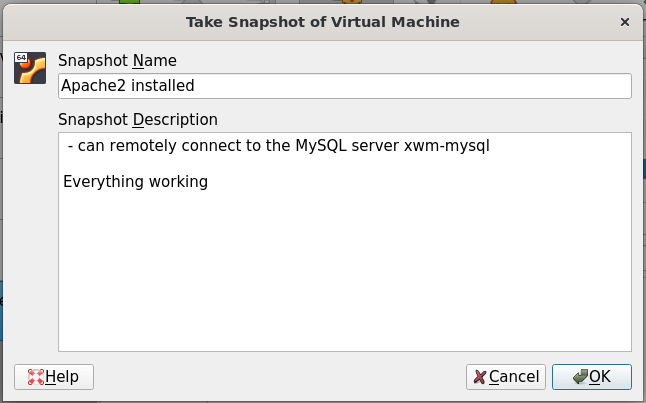 Take Snapshot of Virtual Machine
64
Snapshot Name
Apache2 installed
Snapshot Description
- can remotely connect to the MySQL server xwm-mysql
Everything working
Help
Cancel
OK